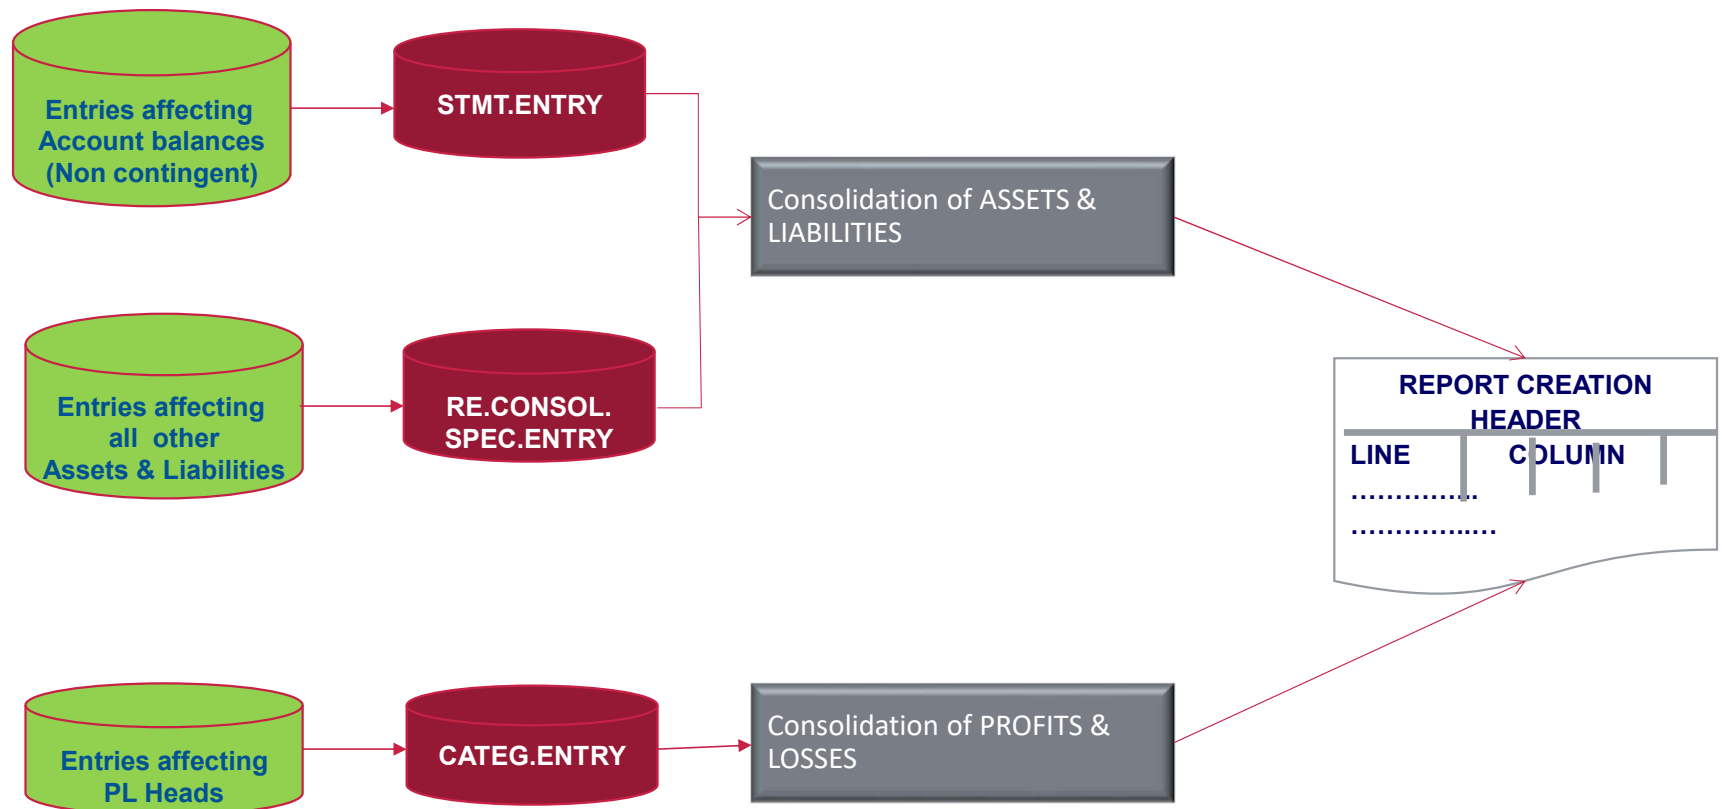 Entries affecting
Account balances
(Non contingent)
STMT.ENTRY
Consolidation of ASSETS &
LIABILITIES
Entries affecting
all other
Assets & Liabilities
RE.CONSOL.
SPEC.ENTRY
REPORT CREATION
HEADER
LINE COLUMN
……………..
…………..…
Entries affecting
PL Heads
CATEG.ENTRY
Consolidation of PROFITS &
LOSSES